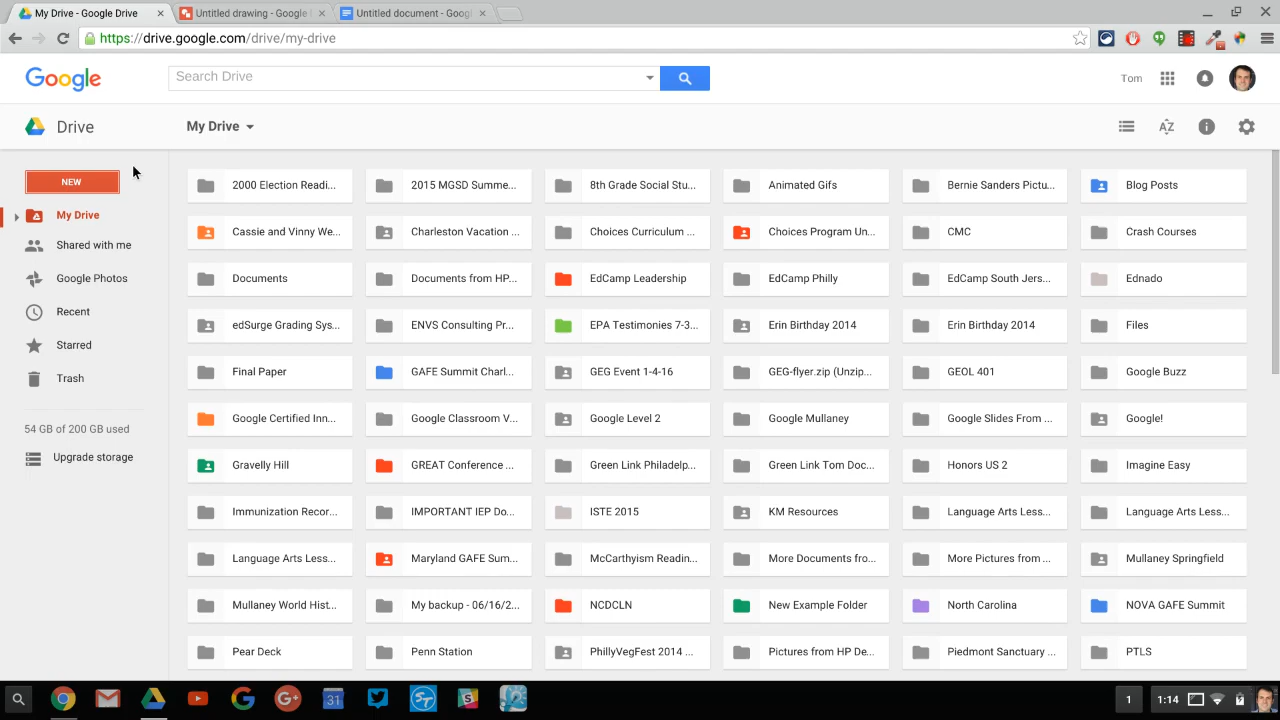 My Drive - Google Drive
Untitled drawing - Google
Untitled document - Goog
https://drive.google.com/drive/my-drive
Google
Search Drive
Tom
Drive
My Drive
NEW
My Drive
Shared with me
Google Photos
Recent
Starred
Trash
54 GB of 200 GB used
Upgrade storage
2000 Election Readi...
2015 MGSD Summe...
8th Grade Social Stu...
Animated Gifs
Bernie Sanders Pictu...
Blog Posts
Cassie and Vinny We...
Charleston Vacation ...
Choices Curriculum ...
Choices Program Un...
CMC
Crash Courses
Documents
Documents from HP...
EdCamp Leadership
EdCamp Philly
EdCamp South Jers...
Ednado
edSurge Grading Sys...
ENVS Consulting Pr...
EPA Testimonies 7-3...
Erin Birthday 2014
Erin Birthday 2014
Files
Final Paper
GAFE Summit Charl...
GEG Event 1-4-16
GEG-flyer.zip (Unzip...
GEOL 401
Google Buzz
Google Certified Inn...
Google Classroom V...
Google Level 2
Google Mullaney
Google Slides From ...
Google!
Gravelly Hill
GREAT Conference ...
Green Link Philadelp...
Green Link Tom Doc...
Honors US 2
Imagine Easy
Immunization Recor...
IMPORTANT IEP Do...
ISTE 2015
KM Resources
Language Arts Less...
Language Arts Less...
Language Arts Less...
Maryland GAFE Sum...
McCarthyism Readin...
More Documents fro...
More Pictures from ...
Mullaney Springfield
Mullaney World Hist...
My backup - 06/16/2...
NCDCLN
New Example Folder
North Carolina
NOVA GAFE Summit
Pear Deck
Penn Station
PhillyVegFest 2014 ...
Pictures from HP De...
Piedmont Sanctuary ...
PTLS
1
1:14